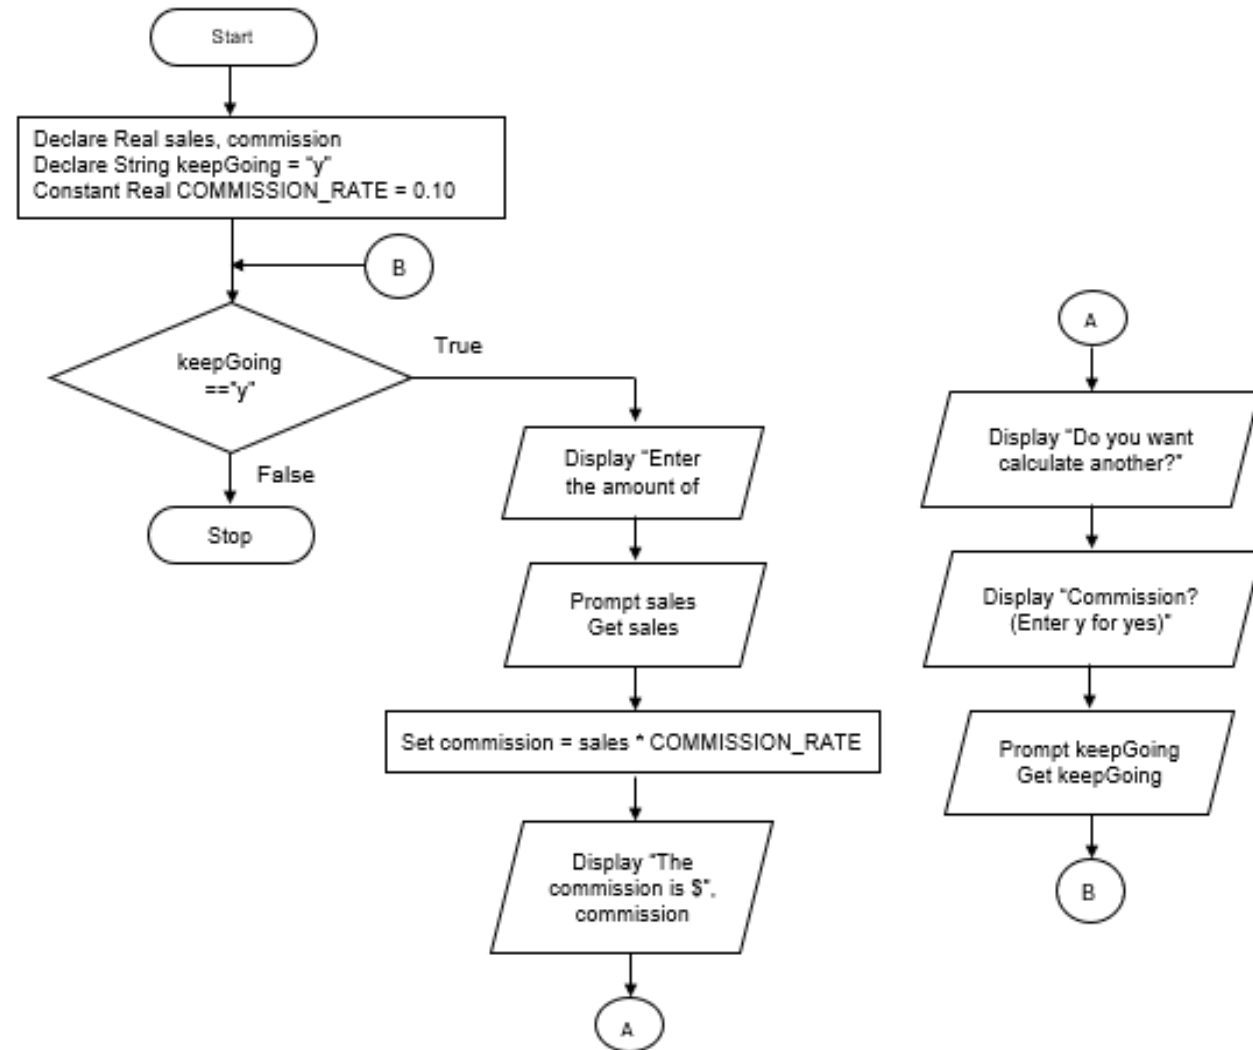 Start
Declare Real sales, commission
Declare String keepGoing = "y"
Constant Real COMMISSION_RATE = 0.10
B
keepGoing
=="y"
True
False
Stop
Display "Enter
the amount of
Prompt sales
Get sales
Set commission = sales * COMMISSION_RATE
Display "The
commission is $",
commission
A
A
Display "Do you want
calculate another?"
Display "Commission?
(Enter y for yes)"
Prompt keepGoing
Get keepGoing
B